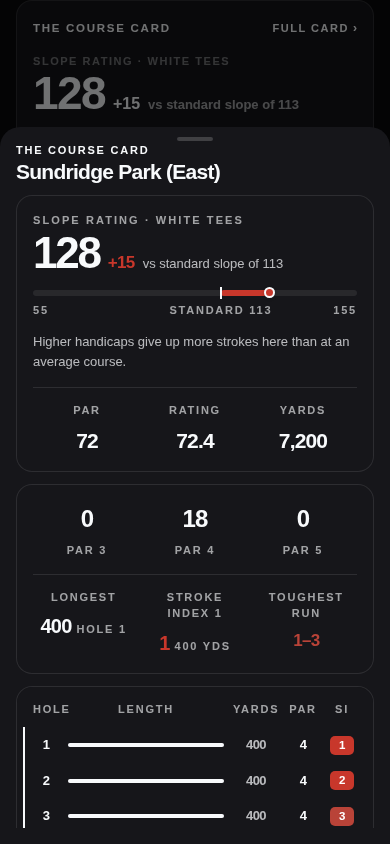 THE COURSE CARD FULL CARD ›
SLOPE RATING · WHITE TEES
128 +15 vs standard slope of 113
THE COURSE CARD
Sundridge Park (East)
SLOPE RATING · WHITE TEES
128 +15 vs standard slope of 113
55 STANDARD 113 155
Higher handicaps give up more strokes here than at an
average course.
PAR RATING YARDS
72 72.4 7,200
0 18 0
PAR 3 PAR 4 PAR 5
LONGEST STROKE TOUGHEST
INDEX 1 RUN
400 HOLE 1 1 400 YDS 1–3
HOLE LENGTH YARDS PAR SI
1 400 4 1
2 400 4 2
3 400 4 3